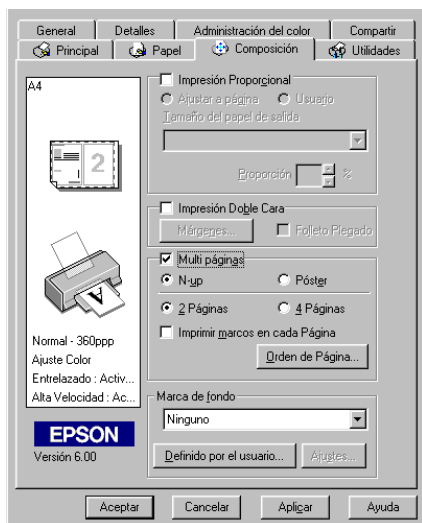 General Detalles Administración del color Compartir
Principal Papel Composición Utilidades
A4
2
A
Normal - 360ppp
Ajuste Color
Entrelazado : Activ...
Alta Velocidad : Ac...
EPSON
Versión 6.00
Impresión Proporcional
Ajustar a página Usuario
Tamaño del papel de salida
Proporción %
Impresión Doble Cara
Márgenes... Folleto Plegado
Multi páginas
N-up Póster
2 Páginas 4 Páginas
Imprimir marcos en cada Página
Orden de Página...
Marca de fondo
Ninguno
Definido por el usuario... Ajustes...
Aceptar Cancelar Aplicar Ayuda